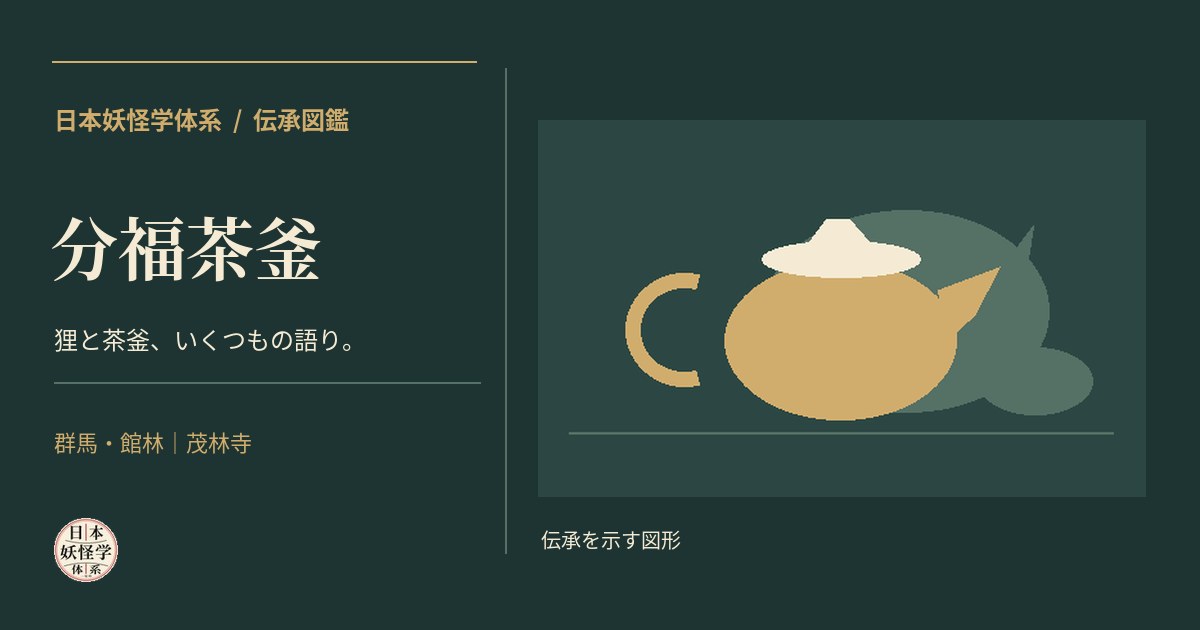 日本妖怪学体系 / 伝承図鑑
分福茶釜
狸と茶釜、いくつもの語り。
群馬・館林｜茂林寺
日本
妖怪学
体系
伝承を示す図形